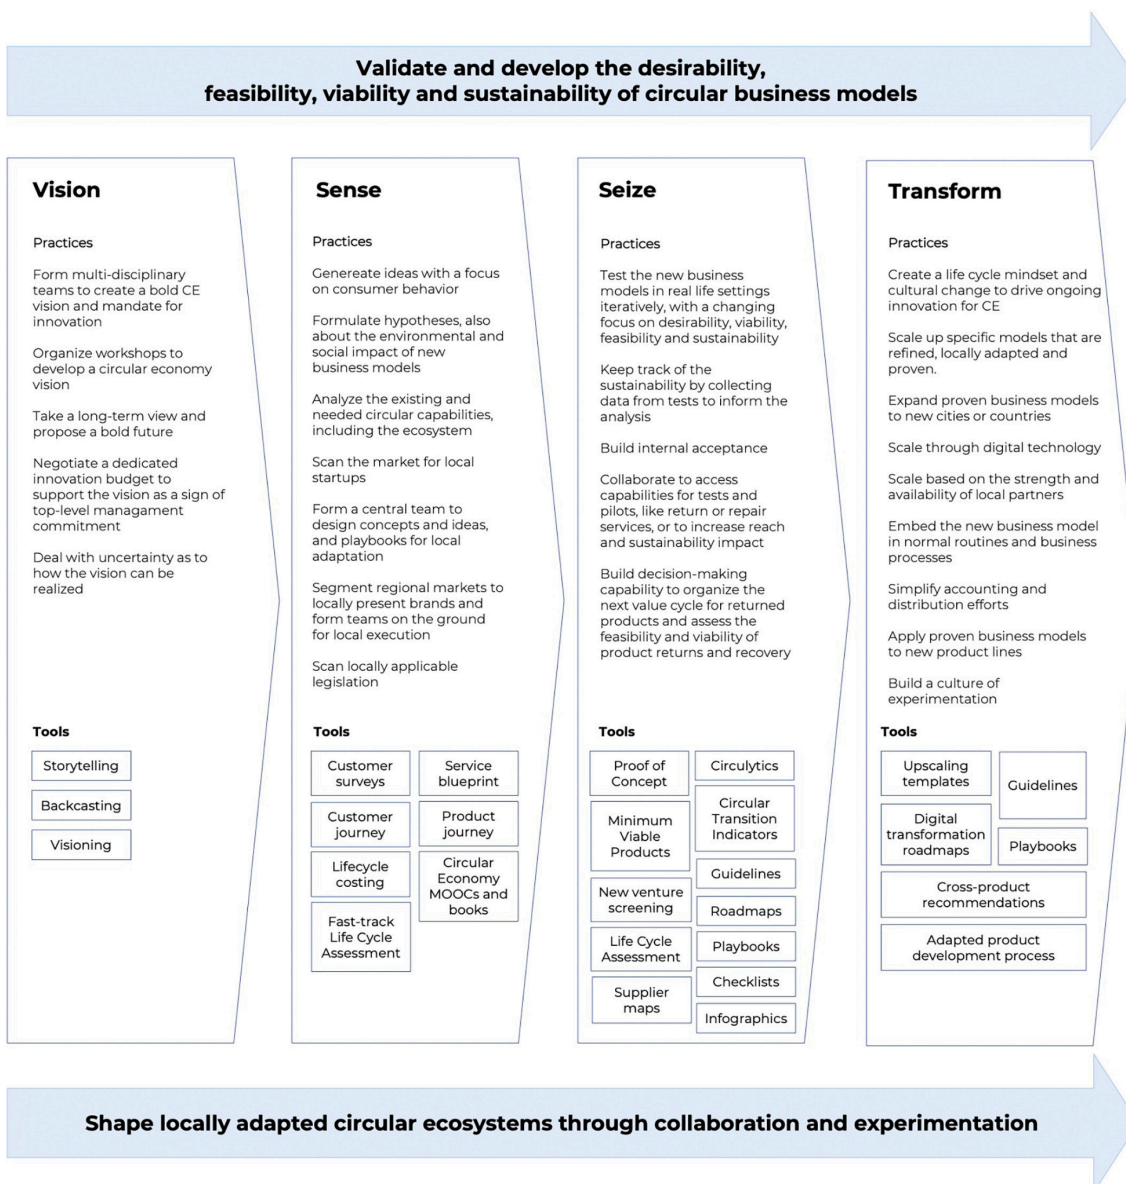 Validate and develop the desirability,
feasibility, viability and sustainability of circular business models
Vision
Practices
Form multi-disciplinary
teams to create a bold CE
vision and mandate for
innovation
Organize workshops to
develop a circular economy
vision
Take a long-term view and
propose a bold future
Negotiate a dedicated
innovation budget to
support the vision as a sign of
top-level managament
commitment
Deal with uncertainty as to
how the vision can be
realized
Tools
Storytelling
Backcasting
Visioning
Sense
Practices
Genereate ideas with a focus
on consumer behavior
Formulate hypotheses, also
about the environmental and
social impact of new
business models
Analyze the existing and
needed circular capabilities,
including the ecosystem
Scan the market for local
startups
Form a central team to
design concepts and ideas,
and playbooks for local
adaptation
Segment regional markets to
locally present brands and
form teams on the ground
for local execution
Scan locally applicable
legislation
Tools
Customer
surveys
Customer
journey
Lifecycle
costing
Fast-track
Life Cycle
Assessment
Service
blueprint
Product
journey
Circular
Economy
MOOCs and
books
Seize
Practices
Test the new business
models in real life settings
iteratively, with a changing
focus on desirability, viability,
feasibility and sustainability
Keep track of the
sustainability by collecting
data from tests to inform the
analysis
Build internal acceptance
Collaborate to access
capabilities for tests and
pilots, like return or repair
services, or to increase reach
and sustainability impact
Build decision-making
capability to organize the
next value cycle for returned
products and assess the
feasibility and viability of
product returns and recovery
Tools
Proof of
Concept
Minimum
Viable
Products
New venture
screening
Life Cycle
Assessment
Supplier
maps
Circulytics
Circular
Transition
Indicators
Guidelines
Roadmaps
Playbooks
Checklists
Infographics
Transform
Practices
Create a life cycle mindset and
cultural change to drive ongoing
innovation for CE
Scale up specific models that are
refined, locally adapted and
proven.
Expand proven business models
to new cities or countries
Scale through digital technology
Scale based on the strength and
availability of local partners
Embed the new business model
in normal routines and business
processes
Simplify accounting and
distribution efforts
Apply proven business models
to new product lines
Build a culture of
experimentation
Tools
Upscaling
templates
Digital
transformation
roadmaps
Guidelines
Playbooks
Cross-product
recommendations
Adapted product
development process
Shape locally adapted circular ecosystems through collaboration and experimentation